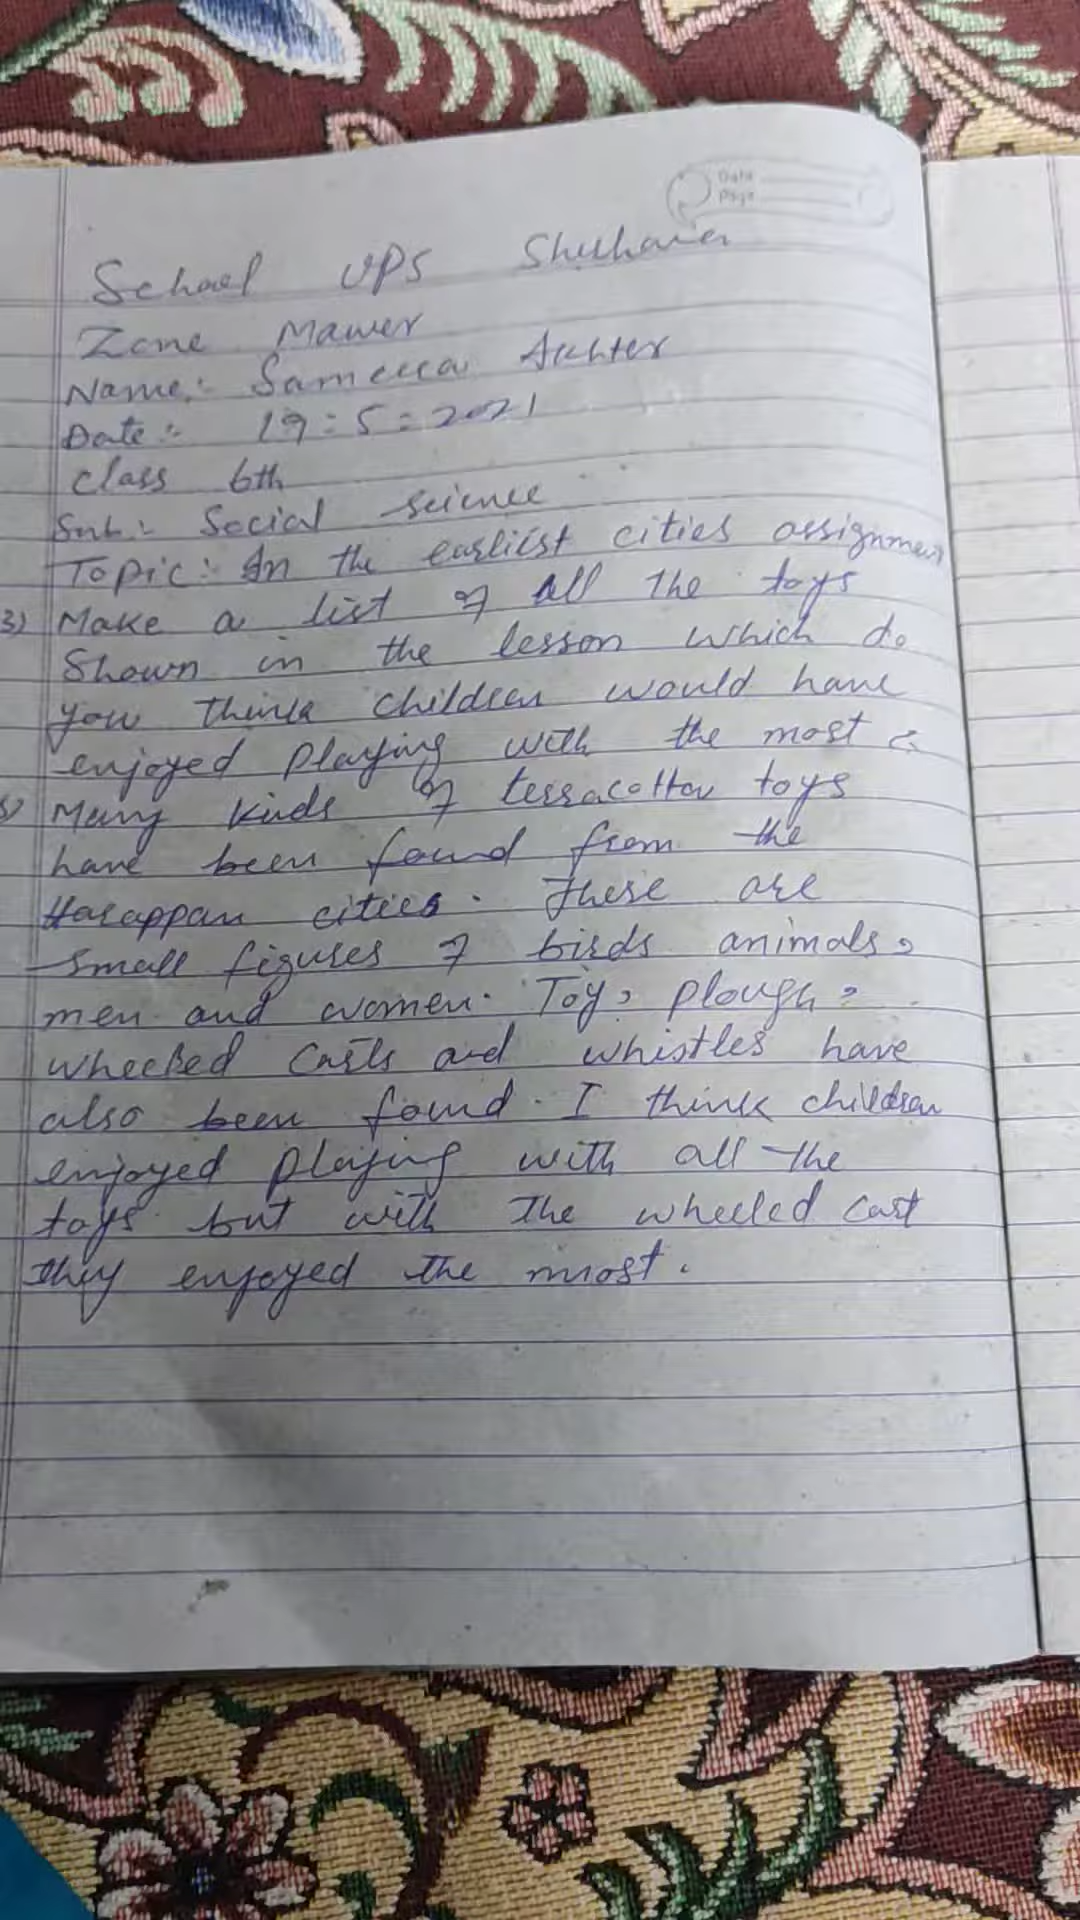 Date
Page
School UPS
Zone Mawer
Name:- Akhter
Date:- 19:5:2021
Class 6th
Sub:- Social science
Topic:- In the earliest cities assignment
3) Make a list of all the toys
Shown in the lesson which do
you think children would have
enjoyed Playing with the most
Many kinds of terracotta toys
have been found from the
Harappan cities. These are
small figures of birds animals,
men and women. Toy, plough,
wheeled carts and whistles have
also been found. I think children
enjoyed playing with all the
toys but with the wheeled cart
they enjoyed the most.